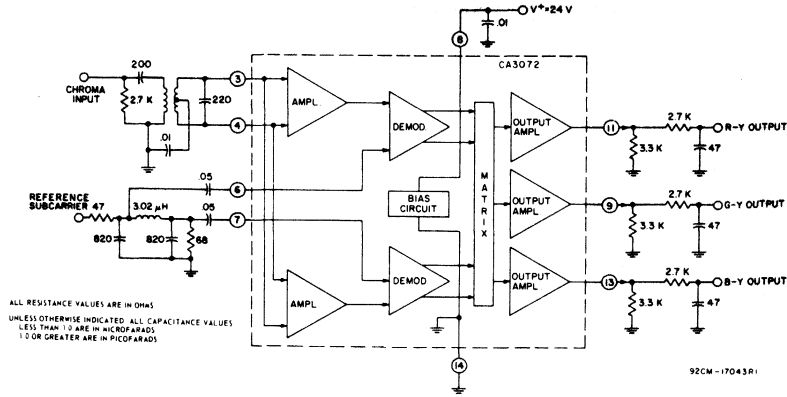 V+=24 V
.01
8
CA3072
200
CHROMA
INPUT
2.7 K
220
.01
3
4
AMPL.
DEMOD.
OUTPUT
AMPL
11
2.7 K
R-Y OUTPUT
3.3 K
47
.05
6
REFERENCE
SUBCARRIER
47
3.02 μH
.05
7
820
820
68
BIAS
CIRCUIT
MATRIX
OUTPUT
AMPL
9
2.7 K
G-Y OUTPUT
3.3 K
47
AMPL
DEMOD
OUTPUT
AMPL
13
2.7 K
B-Y OUTPUT
3.3 K
47
ALL RESISTANCE VALUES ARE IN OHMS
UNLESS OTHERWISE INDICATED ALL CAPACITANCE VALUES
LESS THAN 1.0 ARE IN MICROFARADS
1.0 OR GREATER ARE IN PICOFARADS
14
92CM-17043R1